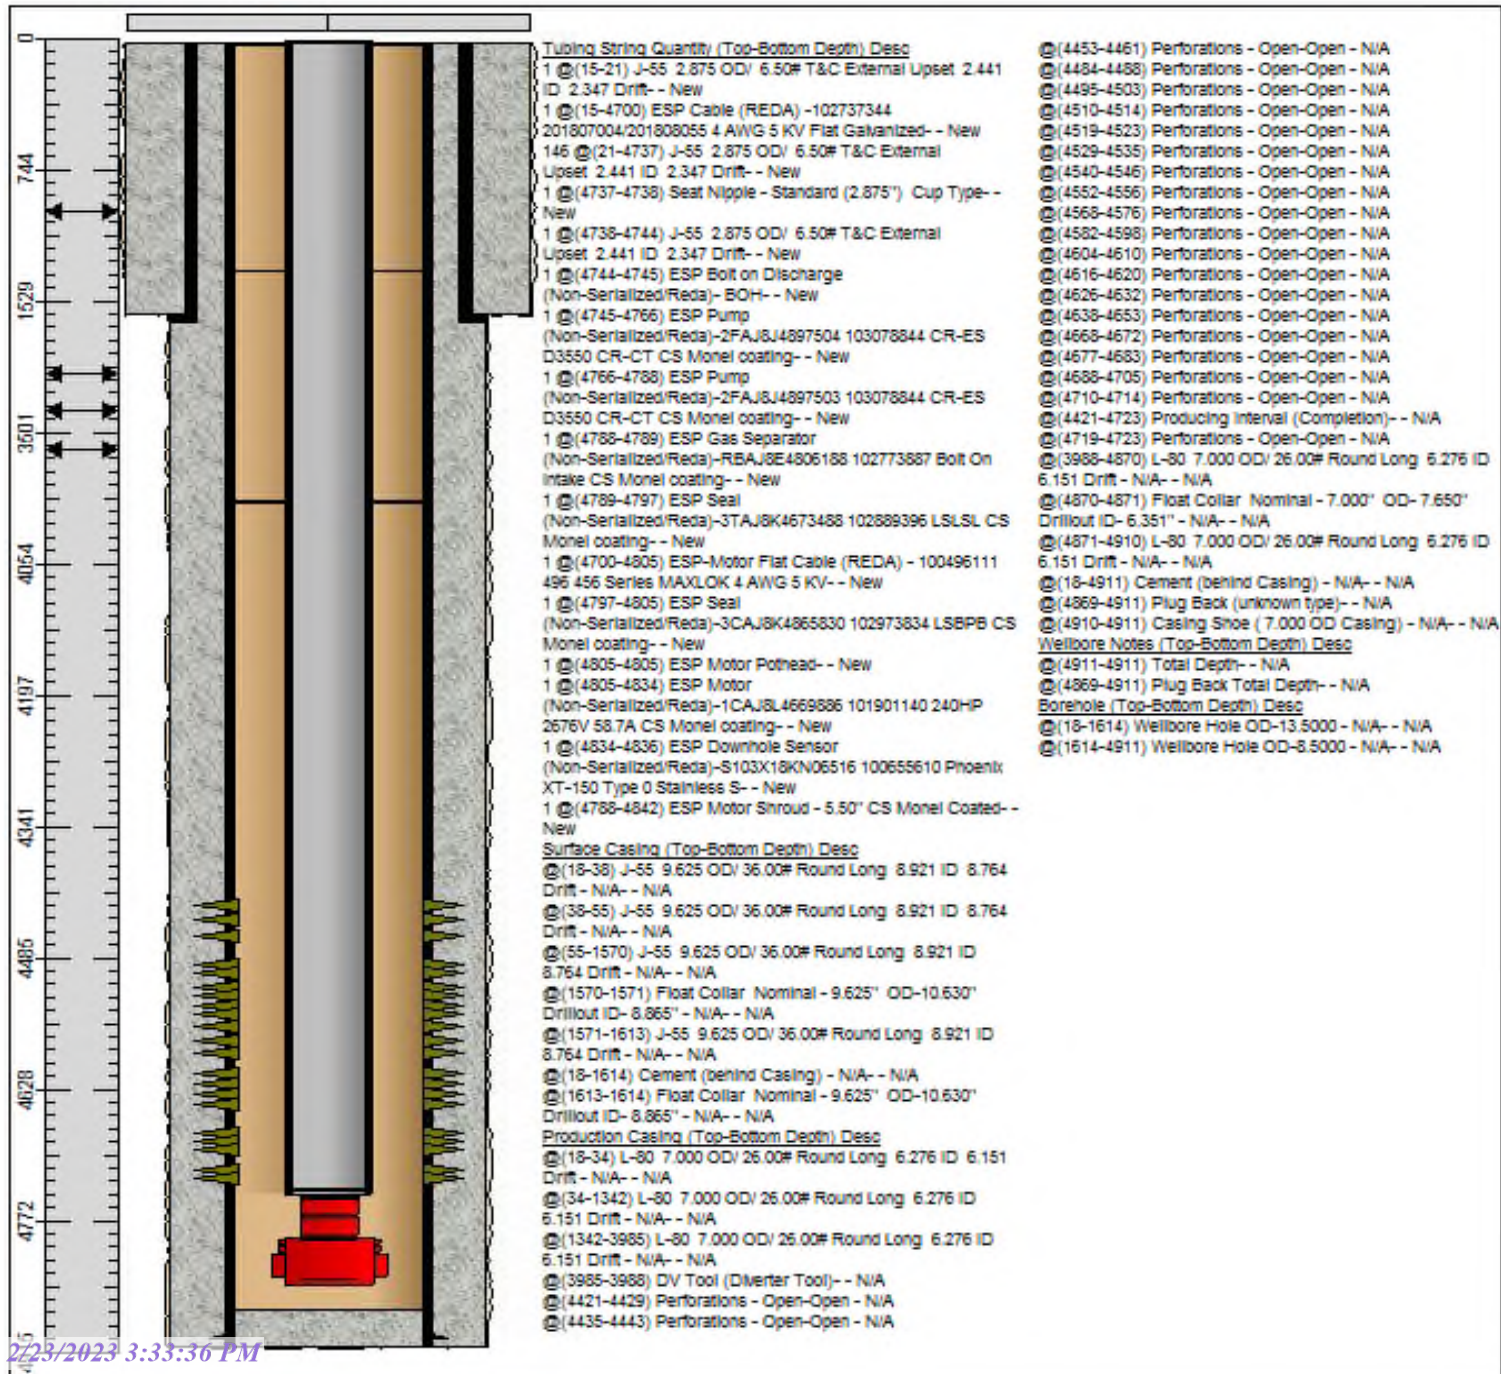 0
744
1529
3501
4054
4197
4341
4485
4628
4772
Tubing String Quantity (Top-Bottom Depth) Desc
1 @(15-21) J-55 2.875 OD/ 6.50# T&C External Upset 2.441
ID 2.347 Drift- - New
1 @(15-4700) ESP Cable (REDA) -102737344
201807004/201808055 4 AWG 5 KV Flat Galvanized- - New
146 @(21-4737) J-55 2.875 OD/ 6.50# T&C External
Upset 2.441 ID 2.347 Drift- - New
1 @(4737-4738) Seat Nipple - Standard (2.875") Cup Type- -
New
1 @(4738-4744) J-55 2.875 OD/ 6.50# T&C External
Upset 2.441 ID 2.347 Drift- - New
1 @(4744-4745) ESP Bolt on Discharge
(Non-Serialized/Reda)- BOH- - New
1 @(4745-4766) ESP Pump
(Non-Serialized/Reda)-2FAJ8J4897504 103078844 CR-ES
D3550 CR-CT CS Monel coating- - New
1 @(4766-4788) ESP Pump
(Non-Serialized/Reda)-2FAJ8J4897503 103078844 CR-ES
D3550 CR-CT CS Monel coating- - New
1 @(4788-4789) ESP Gas Separator
(Non-Serialized/Reda)-RBAJ8E4806188 102773887 Bolt On
Intake CS Monel coating- - New
1 @(4789-4797) ESP Seal
(Non-Serialized/Reda)-3TAJ8K4673488 102889396 LSLSL CS
Monel coating- - New
1 @(4700-4805) ESP-Motor Flat Cable (REDA) - 100496111
496 456 Series MAXLOK 4 AWG 5 KV- - New
1 @(4797-4805) ESP Seal
(Non-Serialized/Reda)-3CAJ8K4865830 102973834 LSBPB CS
Monel coating- - New
1 @(4805-4805) ESP Motor Pothead- - New
1 @(4805-4834) ESP Motor
(Non-Serialized/Reda)-1CAJ8L4669886 101901140 240HP
2676V 58.7A CS Monel coating- - New
1 @(4834-4836) ESP Downhole Sensor
(Non-Serialized/Reda)-S103X18KN06516 100655610 Phoenix
XT-150 Type 0 Stainless S- - New
1 @(4788-4842) ESP Motor Shroud - 5.50" CS Monel Coated- -
New
Surface Casing (Top-Bottom Depth) Desc
@(18-38) J-55 9.625 OD/ 36.00# Round Long 8.921 ID 8.764
Drift - N/A- - N/A
@(38-55) J-55 9.625 OD/ 36.00# Round Long 8.921 ID 8.764
Drift - N/A- - N/A
@(55-1570) J-55 9.625 OD/ 36.00# Round Long 8.921 ID
8.764 Drift - N/A- - N/A
@(1570-1571) Float Collar Nominal - 9.625" OD-10.630"
Drillout ID- 8.865" - N/A- - N/A
@(1571-1613) J-55 9.625 OD/ 36.00# Round Long 8.921 ID
8.764 Drift - N/A- - N/A
@(18-1614) Cement (behind Casing) - N/A- - N/A
@(1613-1614) Float Collar Nominal - 9.625" OD-10.630"
Drillout ID- 8.865" - N/A- - N/A
Production Casing (Top-Bottom Depth) Desc
@(18-34) L-80 7.000 OD/ 26.00# Round Long 6.276 ID 6.151
Drift - N/A- - N/A
@(34-1342) L-80 7.000 OD/ 26.00# Round Long 6.276 ID
6.151 Drift - N/A- - N/A
@(1342-3985) L-80 7.000 OD/ 26.00# Round Long 6.276 ID
6.151 Drift - N/A- - N/A
@(3985-3988) DV Tool (Diverter Tool)- - N/A
@(4421-4429) Perforations - Open-Open - N/A
@(4435-4443) Perforations - Open-Open - N/A
@(4453-4461) Perforations - Open-Open - N/A
@(4484-4488) Perforations - Open-Open - N/A
@(4495-4503) Perforations - Open-Open - N/A
@(4510-4514) Perforations - Open-Open - N/A
@(4519-4523) Perforations - Open-Open - N/A
@(4529-4535) Perforations - Open-Open - N/A
@(4540-4546) Perforations - Open-Open - N/A
@(4552-4556) Perforations - Open-Open - N/A
@(4568-4576) Perforations - Open-Open - N/A
@(4582-4598) Perforations - Open-Open - N/A
@(4604-4610) Perforations - Open-Open - N/A
@(4616-4620) Perforations - Open-Open - N/A
@(4626-4632) Perforations - Open-Open - N/A
@(4638-4653) Perforations - Open-Open - N/A
@(4668-4672) Perforations - Open-Open - N/A
@(4677-4683) Perforations - Open-Open - N/A
@(4688-4705) Perforations - Open-Open - N/A
@(4710-4714) Perforations - Open-Open - N/A
@(4421-4723) Producing Interval (Completion)- - N/A
@(4719-4723) Perforations - Open-Open - N/A
@(3988-4870) L-80 7.000 OD/ 26.00# Round Long 6.276 ID
6.151 Drift - N/A- - N/A
@(4870-4871) Float Collar Nominal - 7.000" OD- 7.650"
Drillout ID- 6.351" - N/A- - N/A
@(4871-4910) L-80 7.000 OD/ 26.00# Round Long 6.276 ID
6.151 Drift - N/A- - N/A
@(18-4911) Cement (behind Casing) - N/A- - N/A
@(4869-4911) Plug Back (unknown type)- - N/A
@(4910-4911) Casing Shoe ( 7.000 OD Casing) - N/A- - N/A
Wellbore Notes (Top-Bottom Depth) Desc
@(4911-4911) Total Depth- - N/A
@(4869-4911) Plug Back Total Depth- - N/A
Borehole (Top-Bottom Depth) Desc
@(18-1614) Wellbore Hole OD-13.5000 - N/A- - N/A
@(1614-4911) Wellbore Hole OD-8.5000 - N/A- - N/A
2/23/2023 3:33:36 PM